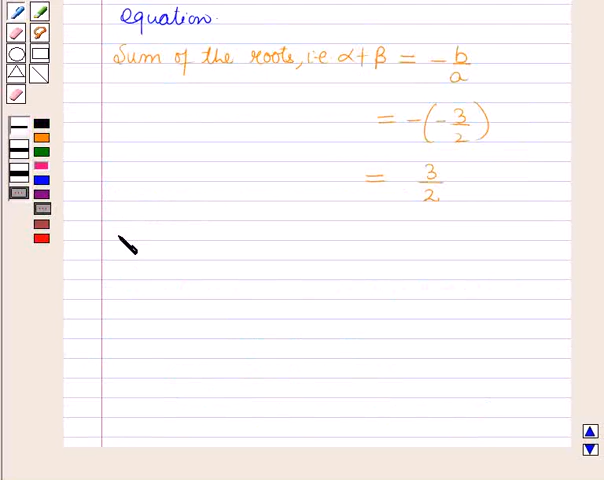 equation.
Sum of the roots, i.e α+β = -b/a
= -(-3/2)
= 3/2